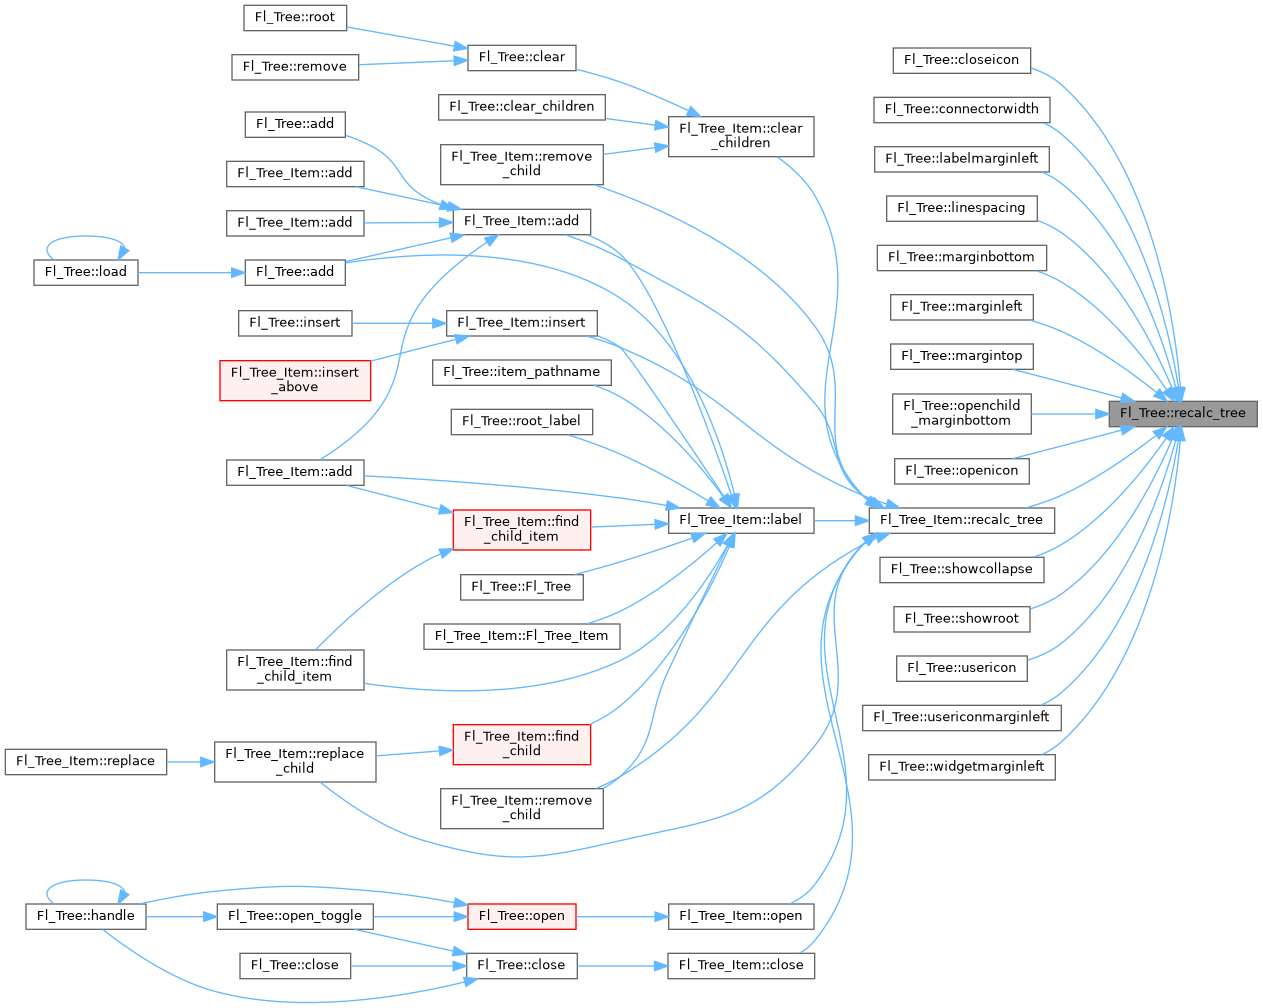 Fl_Tree::root
Fl_Tree::remove
Fl_Tree::clear
Fl_Tree::clear_children
Fl_Tree_Item::clear
_children
Fl_Tree_Item::remove
_child
Fl_Tree::add
Fl_Tree_Item::add
Fl_Tree_Item::add
Fl_Tree_Item::add
Fl_Tree::load
Fl_Tree::add
Fl_Tree::insert
Fl_Tree_Item::insert
Fl_Tree_Item::insert
_above
Fl_Tree::item_pathname
Fl_Tree::root_label
Fl_Tree_Item::add
Fl_Tree_Item::find
_child_item
Fl_Tree_Item::label
Fl_Tree::Fl_Tree
Fl_Tree_Item::Fl_Tree_Item
Fl_Tree_Item::find
_child_item
Fl_Tree_Item::find
_child
Fl_Tree_Item::replace
Fl_Tree_Item::replace
_child
Fl_Tree_Item::remove
_child
Fl_Tree::handle
Fl_Tree::open_toggle
Fl_Tree::open
Fl_Tree_Item::open
Fl_Tree::close
Fl_Tree::close
Fl_Tree_Item::close
Fl_Tree::closeicon
Fl_Tree::connectorwidth
Fl_Tree::labelmarginleft
Fl_Tree::linespacing
Fl_Tree::marginbottom
Fl_Tree::marginleft
Fl_Tree::margintop
Fl_Tree::openchild
_marginbottom
Fl_Tree::openicon
Fl_Tree_Item::recalc_tree
Fl_Tree::showcollapse
Fl_Tree::showroot
Fl_Tree::usericon
Fl_Tree::usericonmarginleft
Fl_Tree::widgetmarginleft
Fl_Tree::recalc_tree